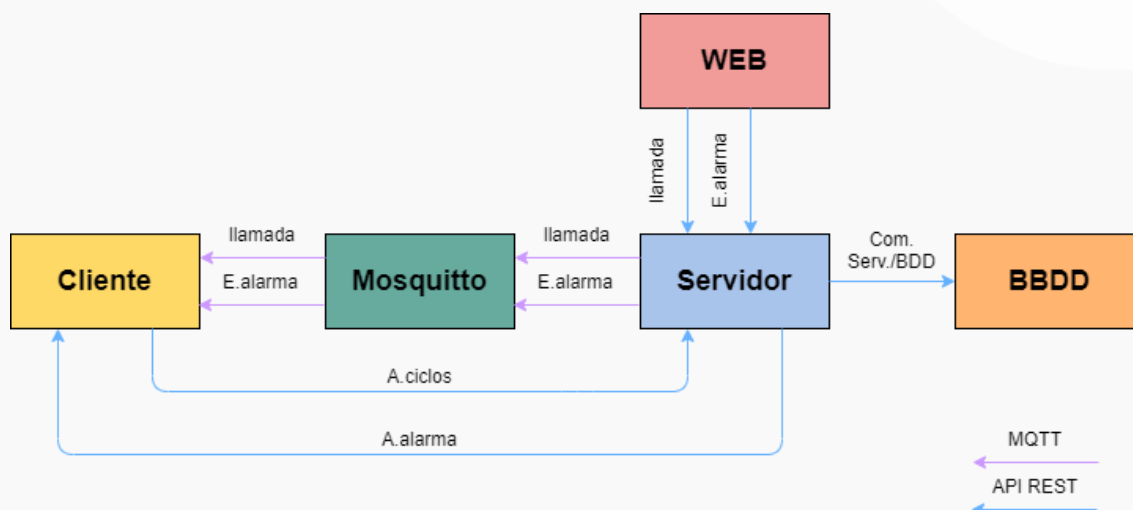 WEB
llamada
E.alarma
llamada
llamada
Com.
Serv./BDD
Cliente
Mosquitto
Servidor
BBDD
E.alarma
E.alarma
A.ciclos
A.alarma
MQTT
API REST